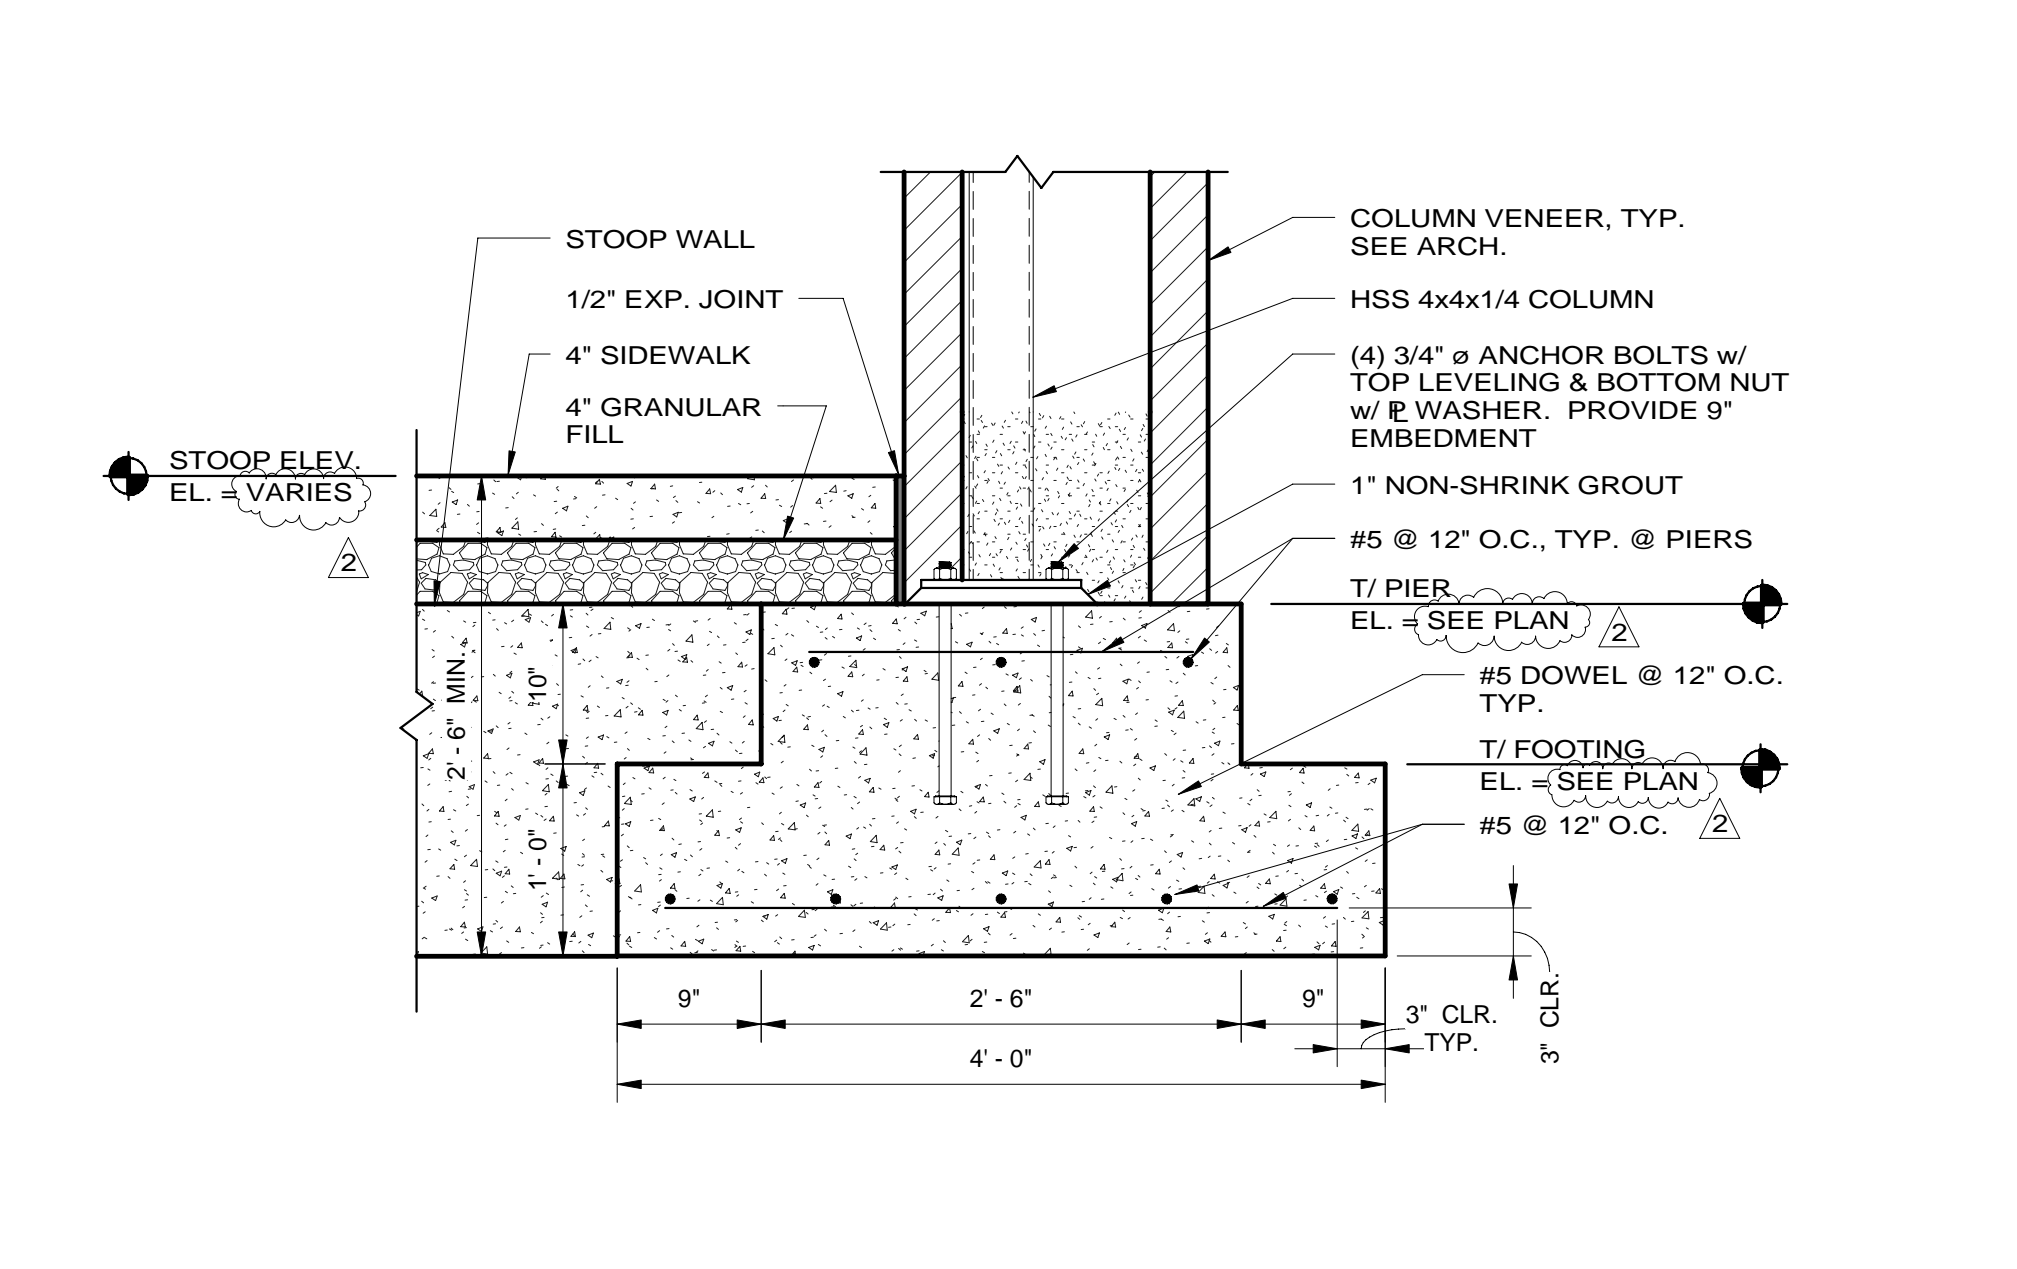 STOOP WALL
1/2" EXP. JOINT
4" SIDEWALK
4" GRANULAR
FILL
STOOP ELEV.
EL. = VARIES
2
COLUMN VENEER, TYP.
SEE ARCH.
HSS 4x4x1/4 COLUMN
(4) 3/4" ø ANCHOR BOLTS w/
TOP LEVELING & BOTTOM NUT
w/ PL WASHER. PROVIDE 9"
EMBEDMENT
1" NON-SHRINK GROUT
#5 @ 12" O.C., TYP. @ PIERS
T/ PIER
EL. = SEE PLAN
2
#5 DOWEL @ 12" O.C.
TYP.
T/ FOOTING
EL. = SEE PLAN
2
#5 @ 12" O.C.
2' - 6" MIN.
10"
1' - 0"
9"
2' - 6"
9"
4' - 0"
3" CLR.
TYP.
3" CLR.